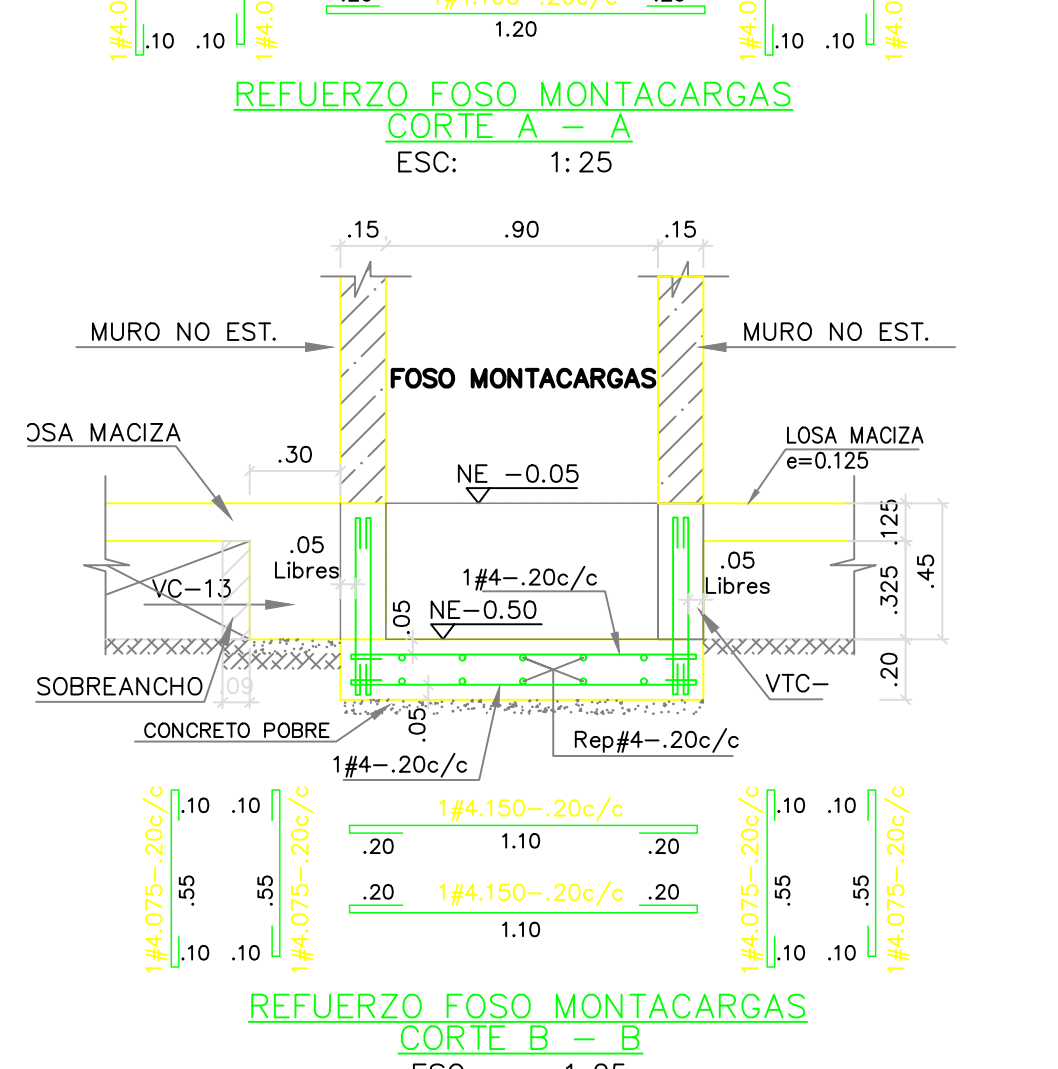 1.20
.10 .10
.10 .10
REFUERZO FOSO MONTACARGAS
CORTE A - A
ESC: 1:25
.15 .90 .15
MURO NO EST.
MURO NO EST.
FOSO MONTACARGAS
OSA MACIZA
LOSA MACIZA
e=0.125
.30
NE -0.05
.125
.05
Libres
.05
Libres
1#4-.20c/c
.45
.325
VC-13
NE-0.50
.05
.20
SOBREANCHO
.09
VTC-
CONCRETO POBRE
.05
Rep#4-.20c/c
1#4-.20c/c
1#4.075-.20c/c
.10 .10
.55 .55
.10 .10
1#4.075-.20c/c
1#4.150-.20c/c
1.10
.20 .20
.20 1#4.150-.20c/c .20
1.10
1#4.075-.20c/c
.10 .10
.55 .55
.10 .10
1#4.075-.20c/c
REFUERZO FOSO MONTACARGAS
CORTE B - B